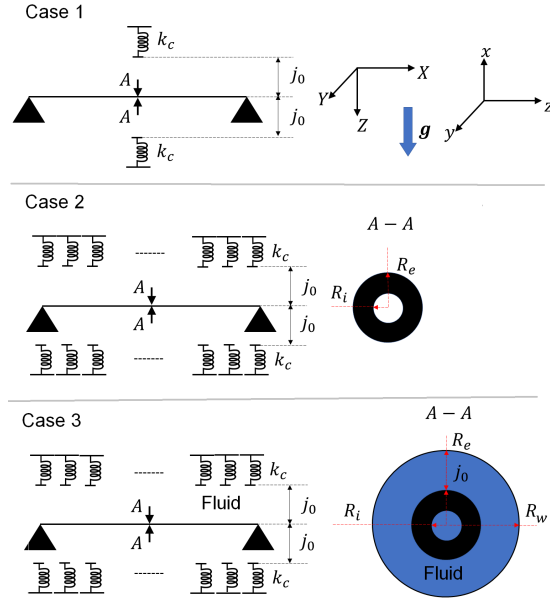 Case 1
k_c
A
j_0
X
x
Y
Z
g
y
z
A
j_0
k_c
Case 2
A − A
k_c
R_e
A
j_0
R_i
A
j_0
k_c
Case 3
A − A
R_e
k_c
j_0
Fluid
A
j_0
R_i
R_w
A
j_0
Fluid
k_c